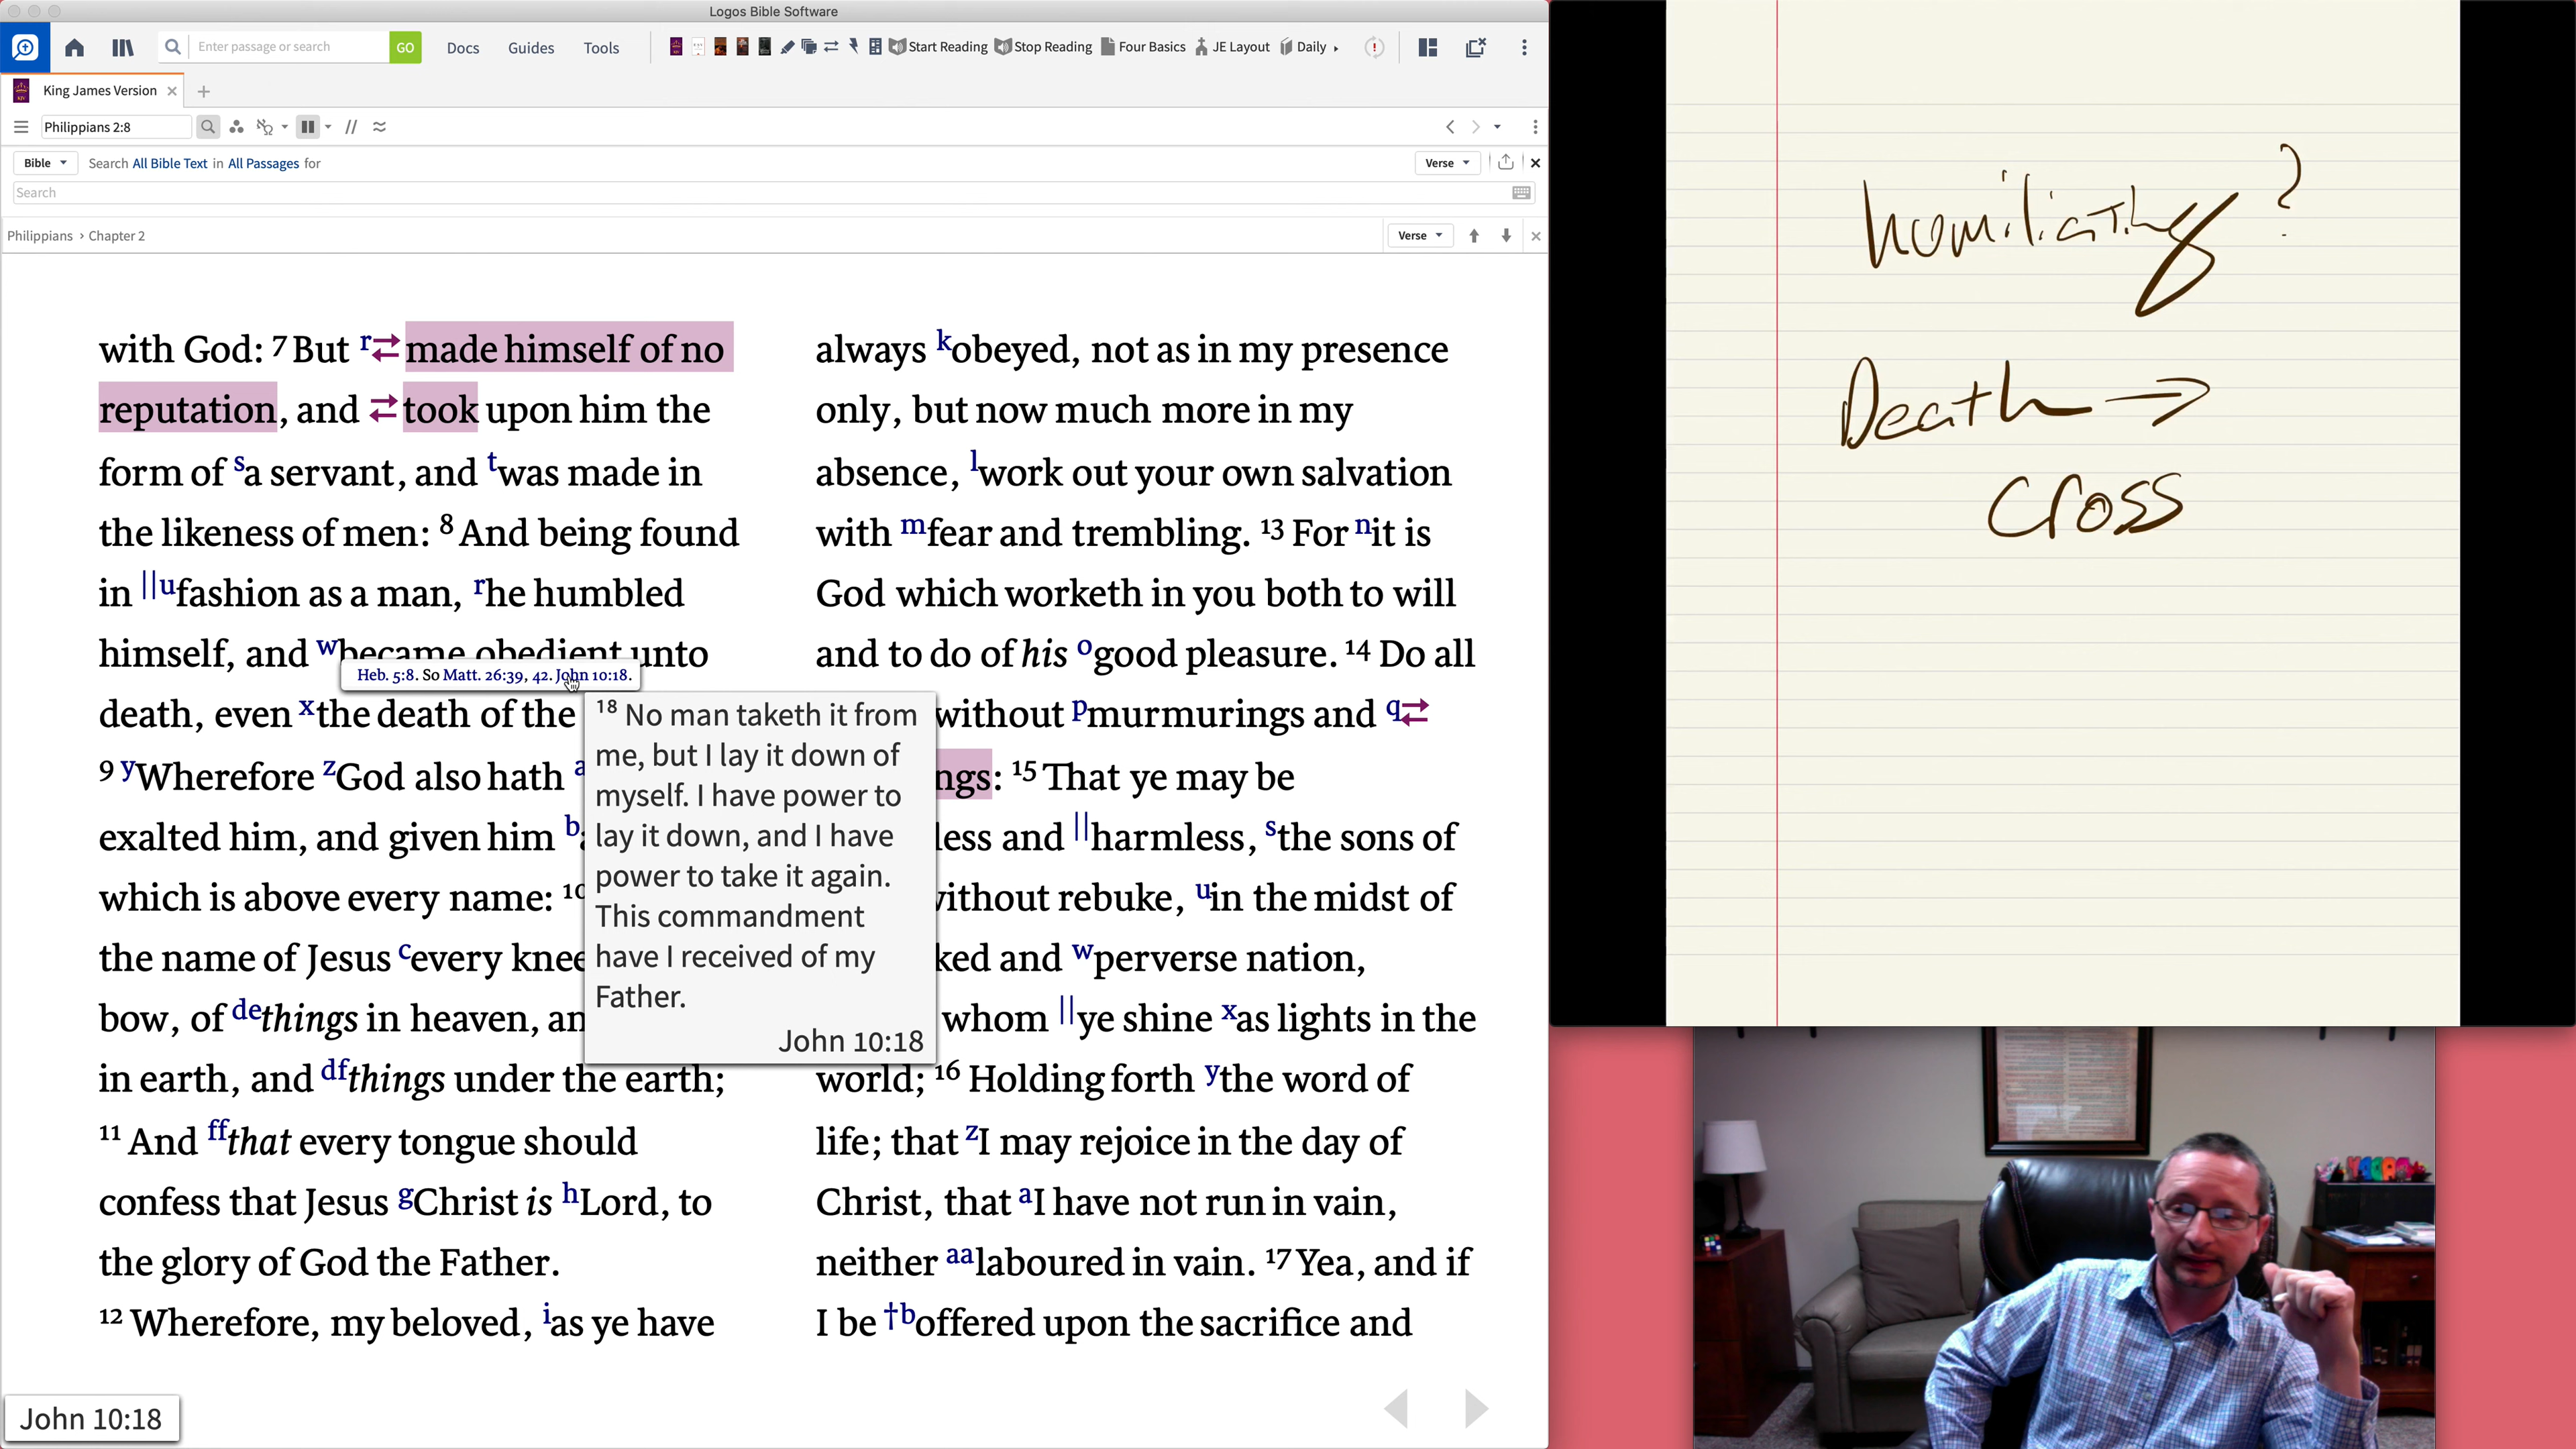 Logos Bible Software
Enter passage or search
GO
Docs
Guides
Tools
Start Reading
Stop Reading
Four Basics
JE Layout
Daily
King James Version
Philippians 2:8
Bible
Search All Bible Text in All Passages for
Verse
Search
Philippians › Chapter 2
Verse
with God: 7 But r⇄ made himself of no
reputation, and ⇄ took upon him the
form of s a servant, and t was made in
the likeness of men: 8 And being found
in ||u fashion as a man, r he humbled
himself, and w became obedient unto
death, even x the death of the
9 y Wherefore z God also hath a
exalted him, and given him b
which is above every name: 10
the name of Jesus c every knee
bow, of de things in heaven, an
in earth, and df things under the earth;
11 And ff that every tongue should
confess that Jesus g Christ is h Lord, to
the glory of God the Father.
12 Wherefore, my beloved, i as ye have
Heb. 5:8. So Matt. 26:39, 42. John 10:18.
18 No man taketh it from
me, but I lay it down of
myself. I have power to
lay it down, and I have
power to take it again.
This commandment
have I received of my
Father.
John 10:18
always k obeyed, not as in my presence
only, but now much more in my
absence, l work out your own salvation
with m fear and trembling. 13 For n it is
God which worketh in you both to will
and to do of his o good pleasure. 14 Do all
without p murmurings and q⇄
ngs: 15 That ye may be
less and || harmless, s the sons of
without rebuke, u in the midst of
ked and w perverse nation,
whom || ye shine x as lights in the
world; 16 Holding forth y the word of
life; that z I may rejoice in the day of
Christ, that a I have not run in vain,
neither aa laboured in vain. 17 Yea, and if
I be † b offered upon the sacrifice and
John 10:18
Death →
Cross